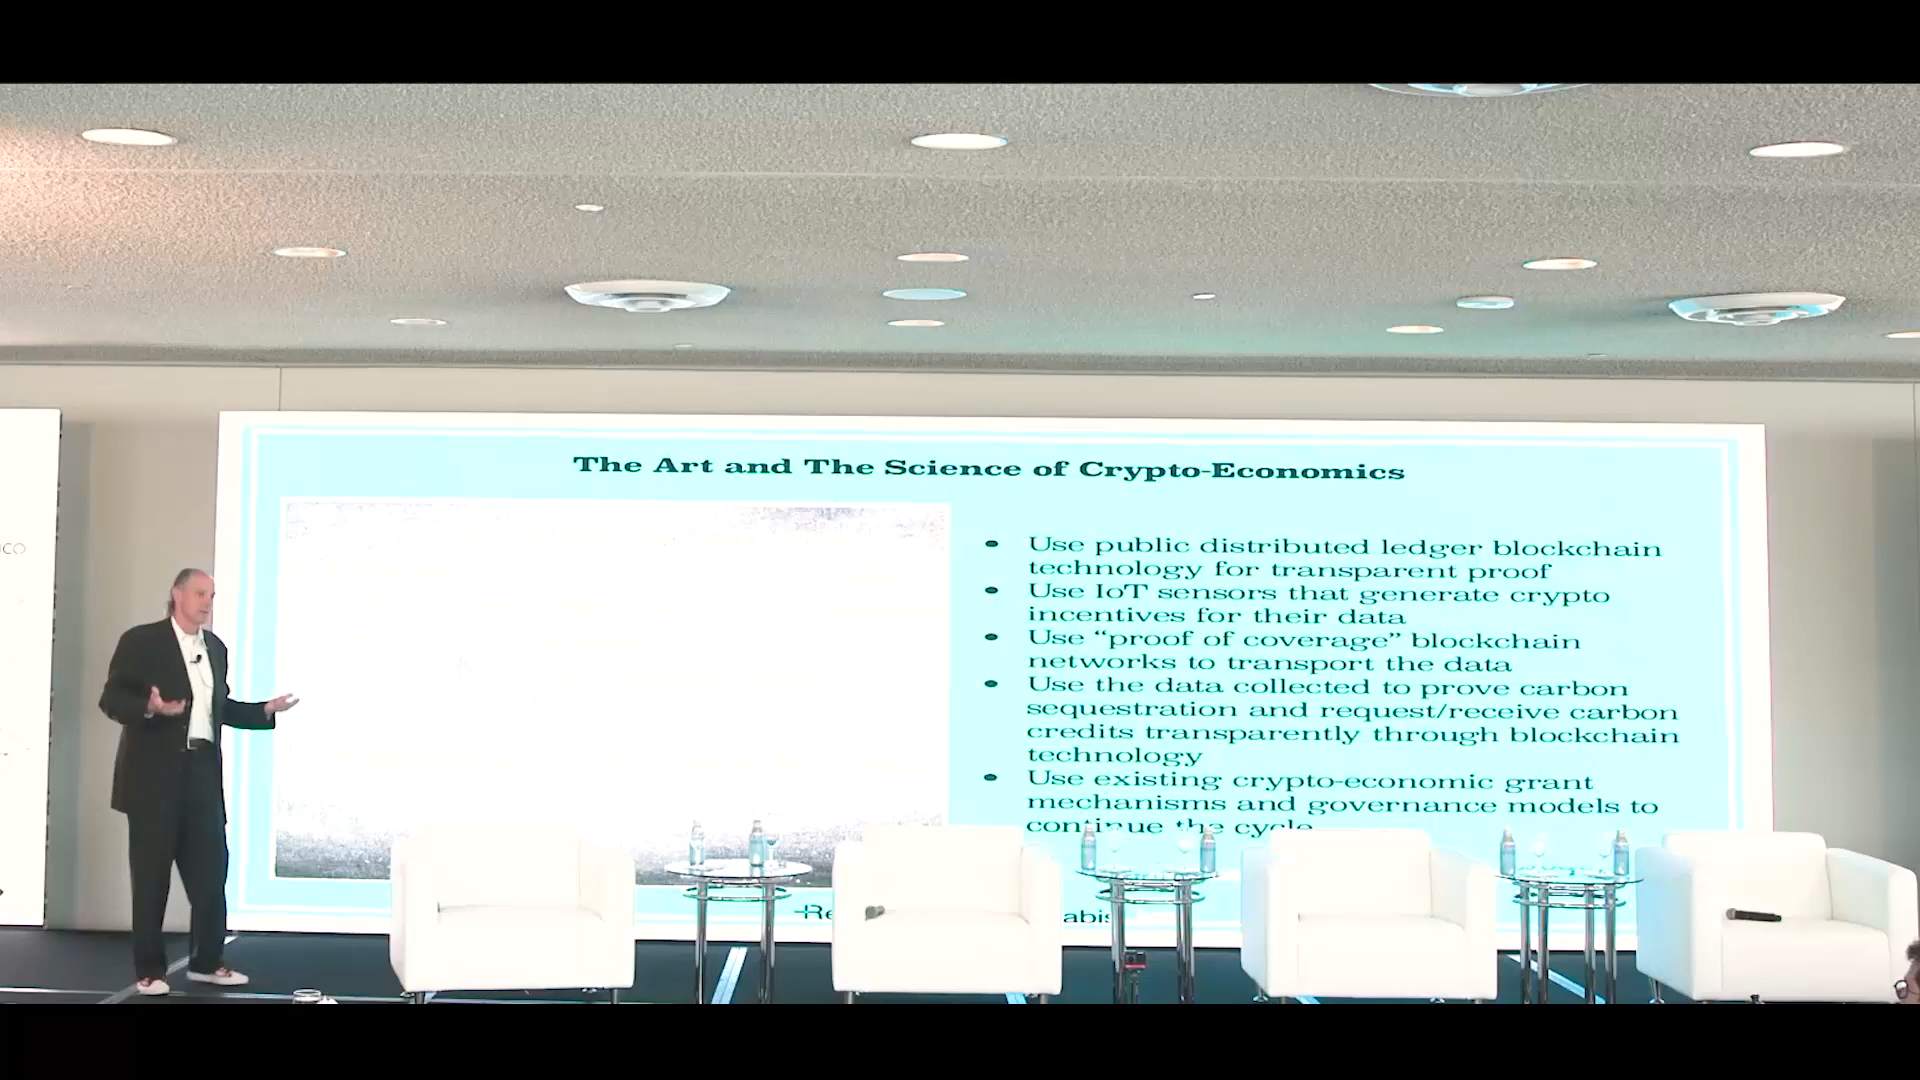 The Art and The Science of Crypto-Economics
• Use public distributed ledger blockchain
technology for transparent proof
• Use IoT sensors that generate crypto
incentives for their data
• Use “proof of coverage” blockchain
networks to transport the data
• Use the data collected to prove carbon
sequestration and request/receive carbon
credits transparently through blockchain
technology
• Use existing crypto-economic grant
mechanisms and governance models to
continue the cycle